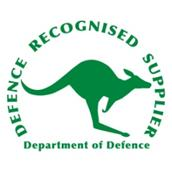 DEFENCE RECOGNISED SUPPLIER
Department of Defence